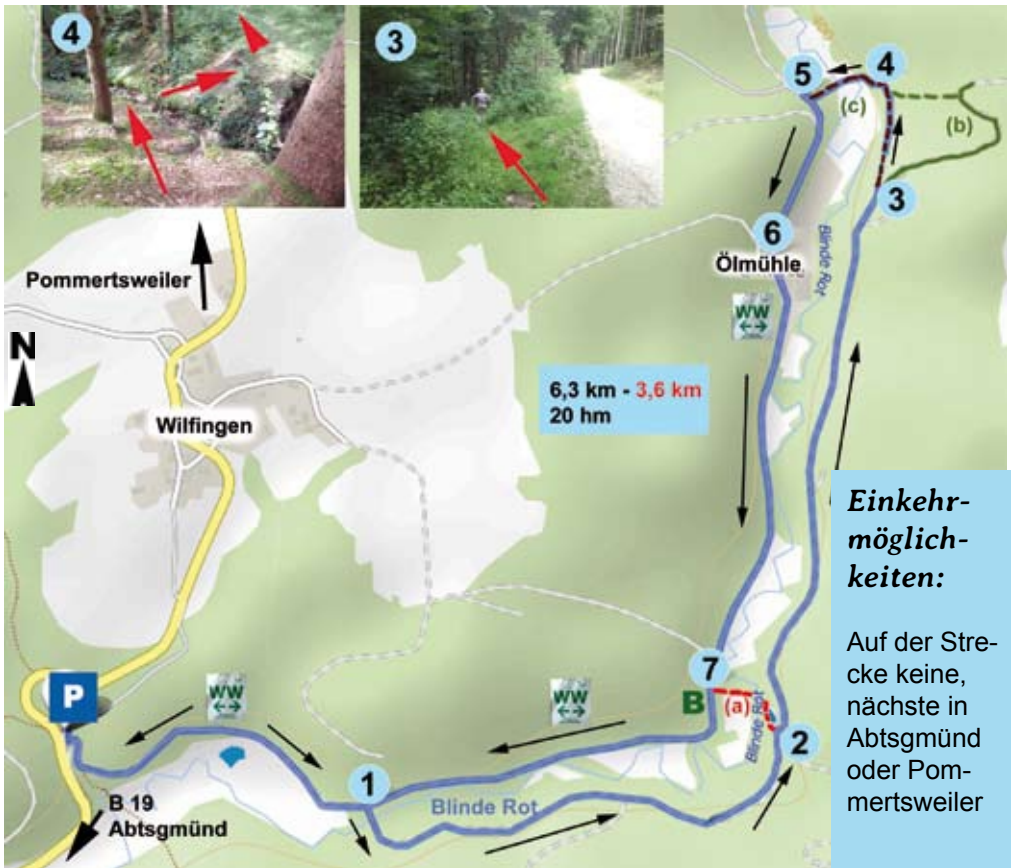 4
3
5
4
(c)
(b)
3
Blinde Rot
6
Ölmühle
WW
Pommertsweiler
N
Wilfingen
6,3 km - 3,6 km
20 hm
Einkehr-
möglich-
keiten:
Auf der Stre-
cke keine,
nächste in
Abtsgmünd
oder Pom-
mertsweiler
7
B
(a)
Blinde Rot
2
P
WW
WW
1
Blinde Rot
B 19
Abtsgmünd